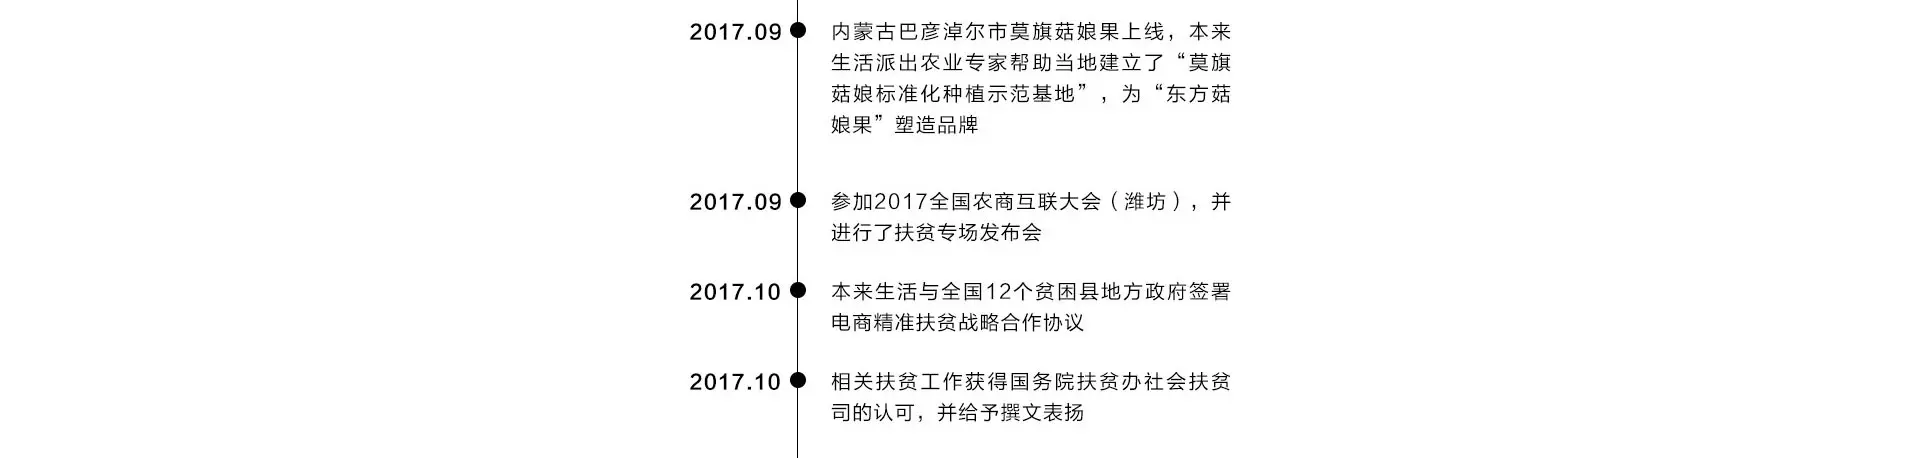 2017.09
内蒙古巴彦淖尔市莫旗菇娘果上线，本来
生活派出农业专家帮助当地建立了“莫旗
菇娘标准化种植示范基地”，为“东方菇
娘果”塑造品牌
2017.09
参加2017全国农商互联大会（潍坊），并
进行了扶贫专场发布会
2017.10
本来生活与全国12个贫困县地方政府签署
电商精准扶贫战略合作协议
2017.10
相关扶贫工作获得国务院扶贫办社会扶贫
司的认可，并给予撰文表扬